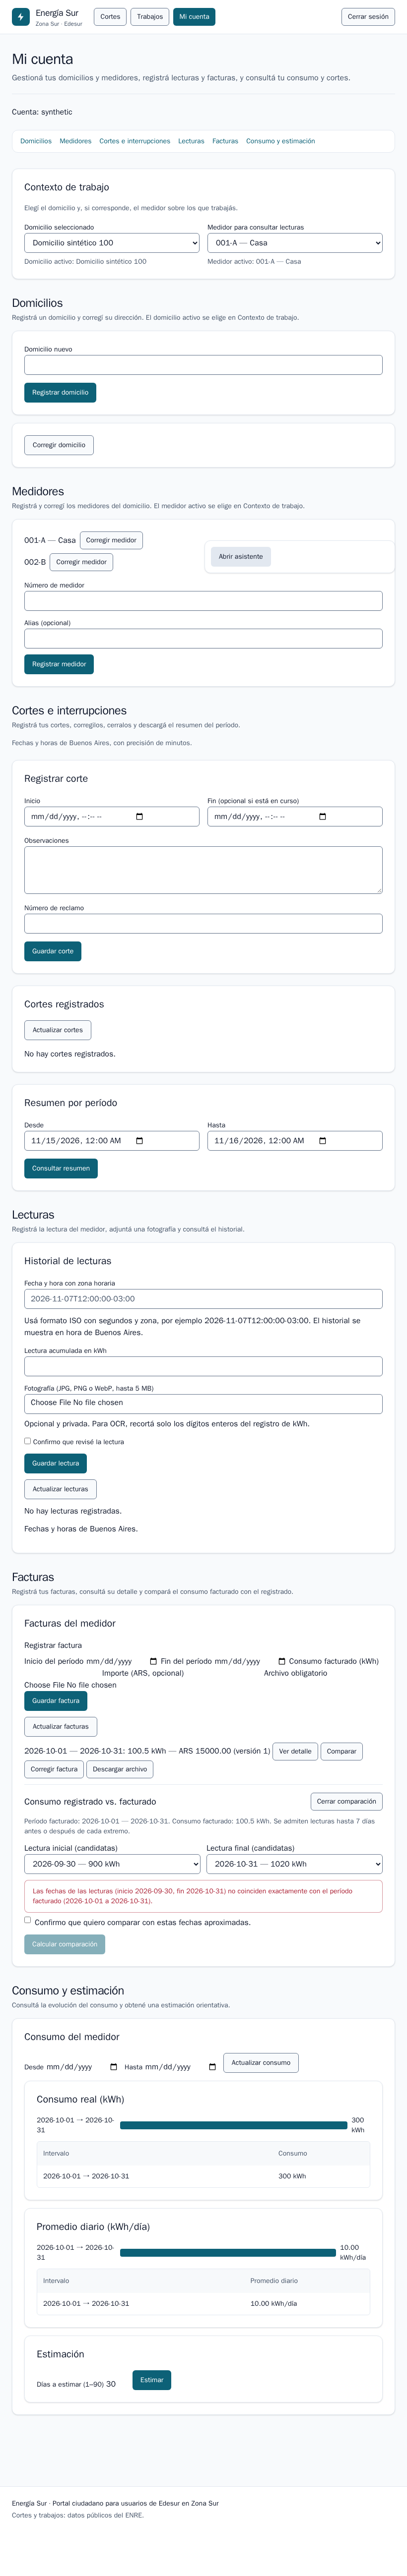 Energía Sur
Zona Sur · Edesur
Cortes
Trabajos
Mi cuenta
Cerrar sesión
Mi cuenta
Gestioná tus domicilios y medidores, registrá lecturas y facturas, y consultá tu consumo y cortes.
Cuenta: synthetic
Domicilios Medidores Cortes e interrupciones Lecturas Facturas Consumo y estimación
Contexto de trabajo
Elegí el domicilio y, si corresponde, el medidor sobre los que trabajás.
Domicilio seleccionado
Medidor para consultar lecturas
Domicilio sintético 100
001-A — Casa
Domicilio activo: Domicilio sintético 100
Medidor activo: 001-A — Casa
Domicilios
Registrá un domicilio y corregí su dirección. El domicilio activo se elige en Contexto de trabajo.
Domicilio nuevo
Registrar domicilio
Corregir domicilio
Medidores
Registrá y corregí los medidores del domicilio. El medidor activo se elige en Contexto de trabajo.
001-A — Casa Corregir medidor
Abrir asistente
002-B Corregir medidor
Número de medidor
Alias (opcional)
Registrar medidor
Cortes e interrupciones
Registrá tus cortes, corregilos, cerralos y descargá el resumen del período.
Fechas y horas de Buenos Aires, con precisión de minutos.
Registrar corte
Inicio
Fin (opcional si está en curso)
mm/dd/yyyy, --:-- --
mm/dd/yyyy, --:-- --
Observaciones
Número de reclamo
Guardar corte
Cortes registrados
Actualizar cortes
No hay cortes registrados.
Resumen por período
Desde
Hasta
11/15/2026, 12:00 AM
11/16/2026, 12:00 AM
Consultar resumen
Lecturas
Registrá la lectura del medidor, adjuntá una fotografía y consultá el historial.
Historial de lecturas
Fecha y hora con zona horaria
2026-11-07T12:00:00-03:00
Usá formato ISO con segundos y zona, por ejemplo 2026-11-07T12:00:00-03:00. El historial se
muestra en hora de Buenos Aires.
Lectura acumulada en kWh
Fotografía (JPG, PNG o WebP, hasta 5 MB)
Choose File No file chosen
Opcional y privada. Para OCR, recortá solo los dígitos enteros del registro de kWh.
Confirmo que revisé la lectura
Guardar lectura
Actualizar lecturas
No hay lecturas registradas.
Fechas y horas de Buenos Aires.
Facturas
Registrá tus facturas, consultá su detalle y compará el consumo facturado con el registrado.
Facturas del medidor
Registrar factura
Inicio del período mm/dd/yyyy Fin del período mm/dd/yyyy Consumo facturado (kWh)
Importe (ARS, opcional) Archivo obligatorio
Choose File No file chosen
Guardar factura
Actualizar facturas
2026-10-01 — 2026-10-31: 100.5 kWh — ARS 15000.00 (versión 1) Ver detalle Comparar
Corregir factura Descargar archivo
Consumo registrado vs. facturado
Cerrar comparación
Período facturado: 2026-10-01 — 2026-10-31. Consumo facturado: 100.5 kWh. Se admiten lecturas hasta 7 días
antes o después de cada extremo.
Lectura inicial (candidatas)
Lectura final (candidatas)
2026-09-30 — 900 kWh
2026-10-31 — 1020 kWh
Las fechas de las lecturas (inicio 2026-09-30, fin 2026-10-31) no coinciden exactamente con el período
facturado (2026-10-01 a 2026-10-31).
Confirmo que quiero comparar con estas fechas aproximadas.
Calcular comparación
Consumo y estimación
Consultá la evolución del consumo y obtené una estimación orientativa.
Consumo del medidor
Desde mm/dd/yyyy Hasta mm/dd/yyyy Actualizar consumo
Consumo real (kWh)
2026-10-01 → 2026-10-
31
300
kWh
Intervalo Consumo
2026-10-01 → 2026-10-31 300 kWh
Promedio diario (kWh/día)
2026-10-01 → 2026-10-
31
10.00
kWh/día
Intervalo Promedio diario
2026-10-01 → 2026-10-31 10.00 kWh/día
Estimación
Días a estimar (1–90) 30 Estimar
Energía Sur · Portal ciudadano para usuarios de Edesur en Zona Sur
Cortes y trabajos: datos públicos del ENRE.